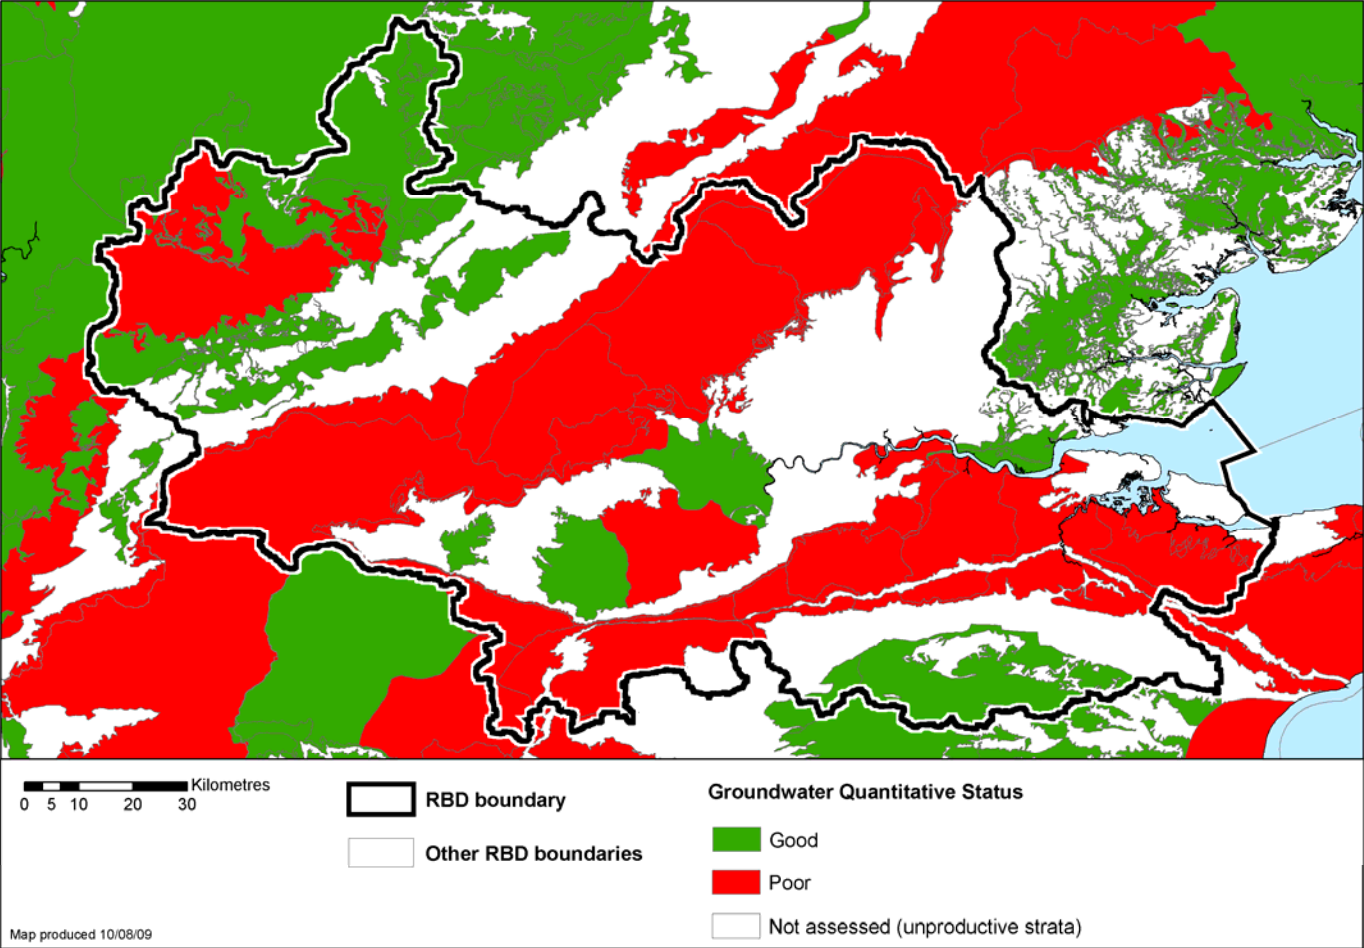 Kilometres
0 5 10 20 30
RBD boundary
Other RBD boundaries
Groundwater Quantitative Status
Good
Poor
Not assessed (unproductive strata)
Map produced 10/08/09